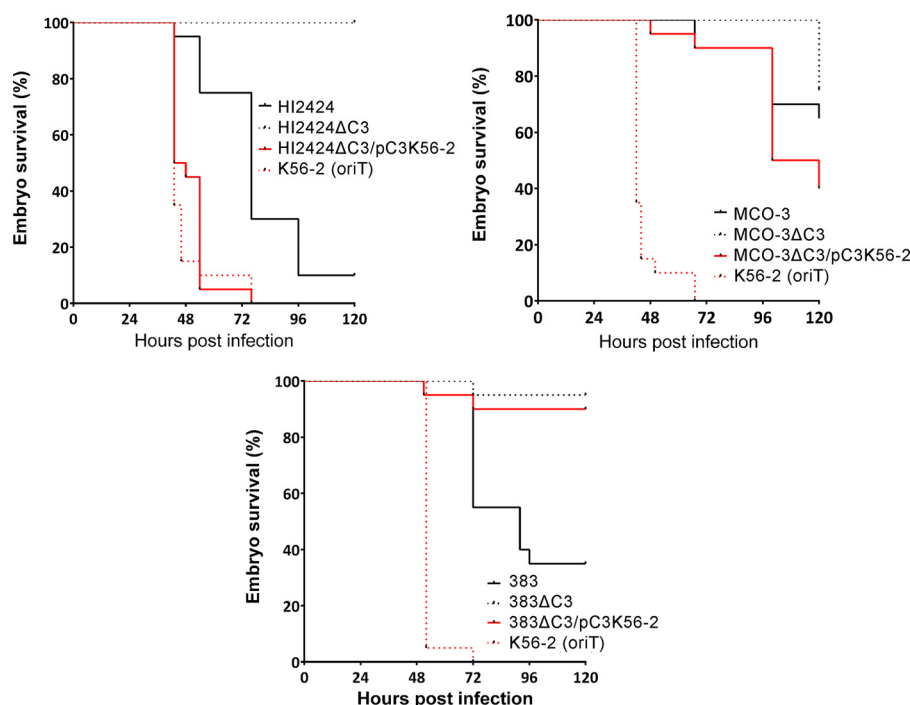 100
80
60
40
20
0
Embryo survival (%)
HI2424
HI2424ΔC3
HI2424ΔC3/pC3K56-2
K56-2 (oriT)
0 24 48 72 96 120
Hours post infection
100
80
60
40
20
0
Embryo survival (%)
MCO-3
MCO-3ΔC3
MCO-3ΔC3/pC3K56-2
K56-2 (oriT)
0 24 48 72 96 120
Hours post infection
100
80
60
40
20
0
Embryo survival (%)
383
383ΔC3
383ΔC3/pC3K56-2
K56-2 (oriT)
0 24 48 72 96 120
Hours post infection